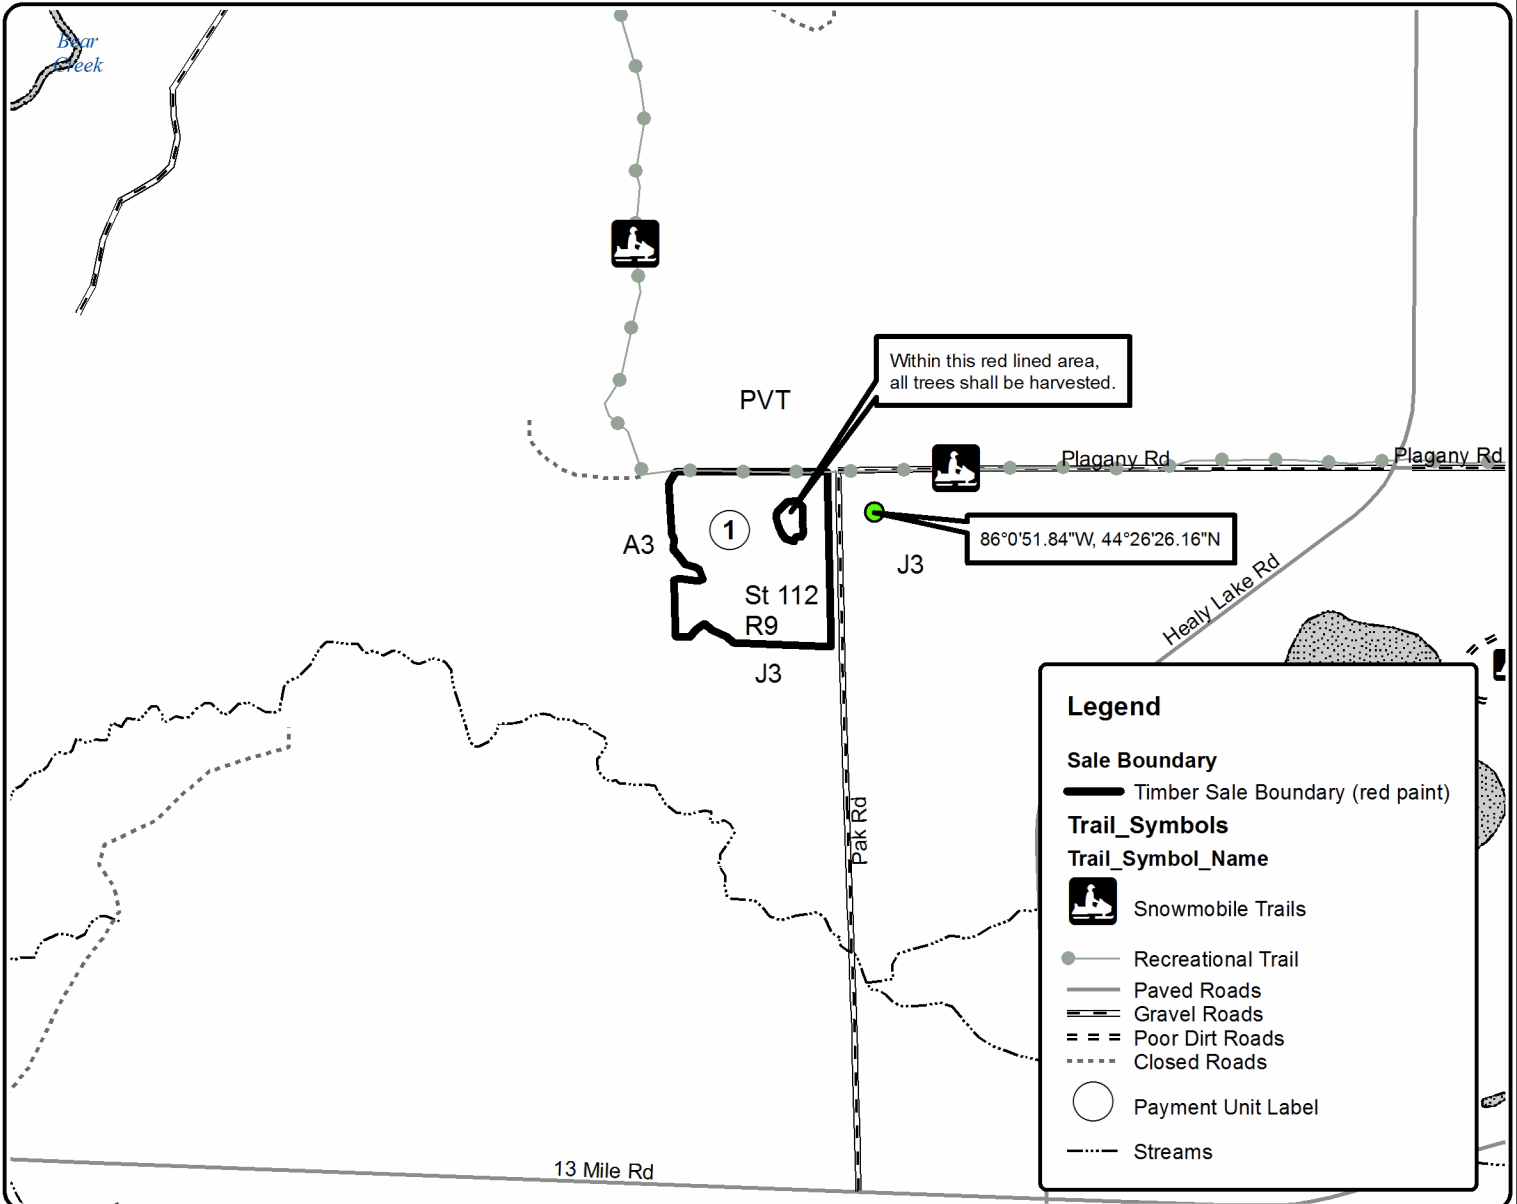 Bear
Creek
Within this red lined area,
all trees shall be harvested.
PVT
Plagany Rd
Plagany Rd
1
A3
86°0'51.84"W, 44°26'26.16"N
J3
St 112
R9
Healy Lake Rd
J3
Pak Rd
13 Mile Rd
Legend
Sale Boundary
Timber Sale Boundary (red paint)
Trail_Symbols
Trail_Symbol_Name
Snowmobile Trails
Recreational Trail
Paved Roads
Gravel Roads
Poor Dirt Roads
Closed Roads
Payment Unit Label
Streams